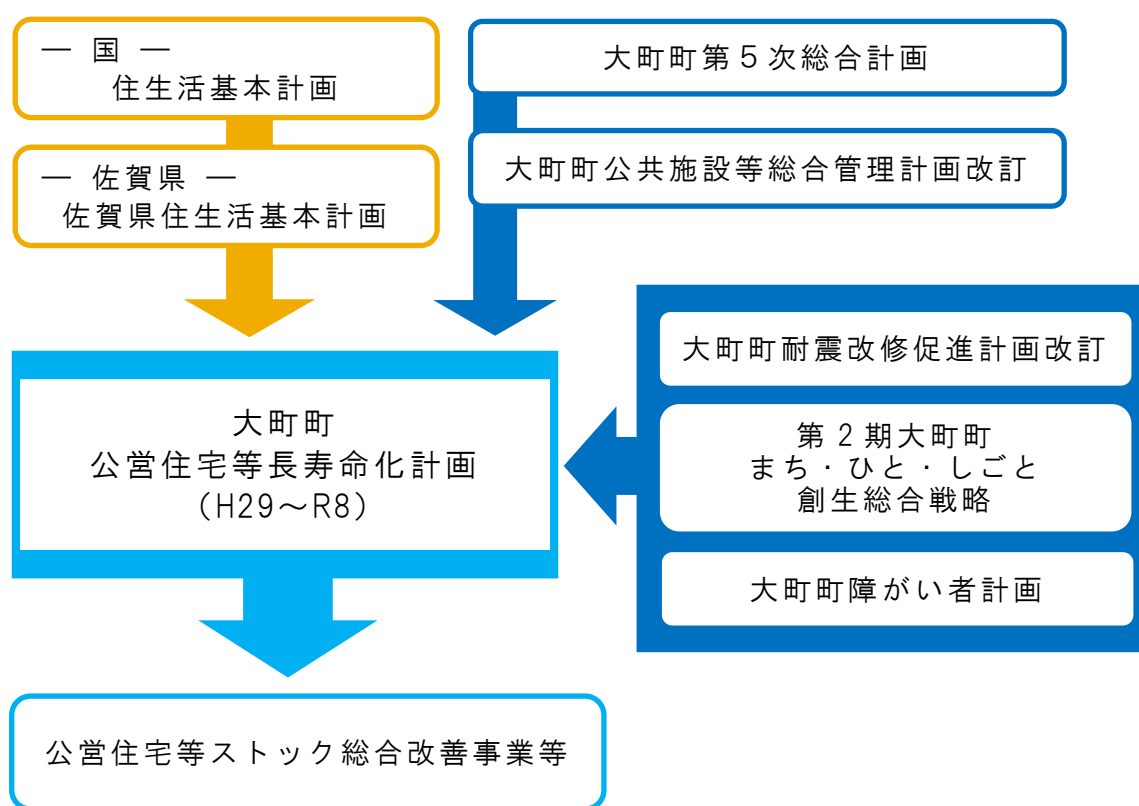 ― 国 ―
住生活基本計画
― 佐賀県 ―
佐賀県住生活基本計画
大町町第5次総合計画
大町町公共施設等総合管理計画改訂
大町町耐震改修促進計画改訂
第2期大町町
まち・ひと・しごと
創生総合戦略
大町町障がい者計画
大町町
公営住宅等長寿命化計画
(H29～R8)
公営住宅等ストック総合改善事業等